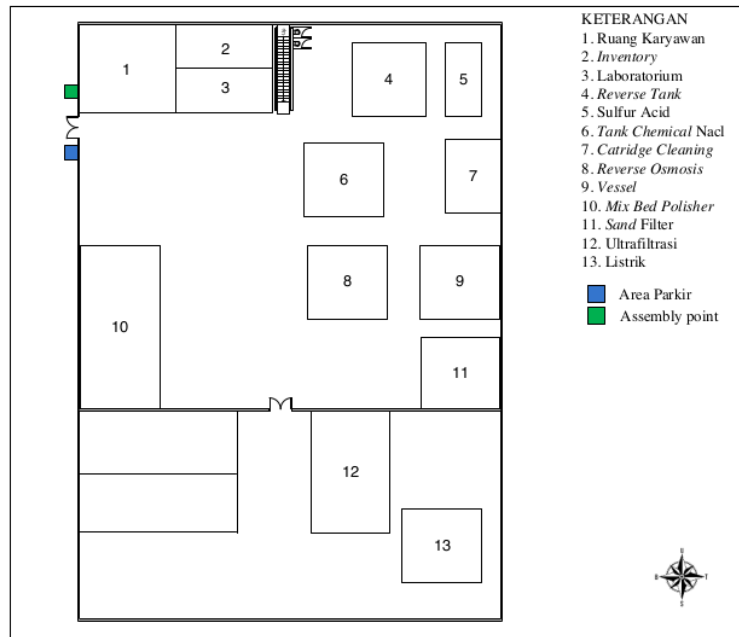 KETERANGAN
1. Ruang Karyawan
2. Inventory
3. Laboratorium
4. Reverse Tank
5. Sulfur Acid
6. Tank Chemical Nacl
7. Catridge Cleaning
8. Reverse Osmosis
9. Vessel
10. Mix Bed Polisher
11. Sand Filter
12. Ultrafiltrasi
13. Listrik
Area Parkir
Assembly point
1
2
3
4
5
6
7
8
9
10
11
12
13
U
B T
S